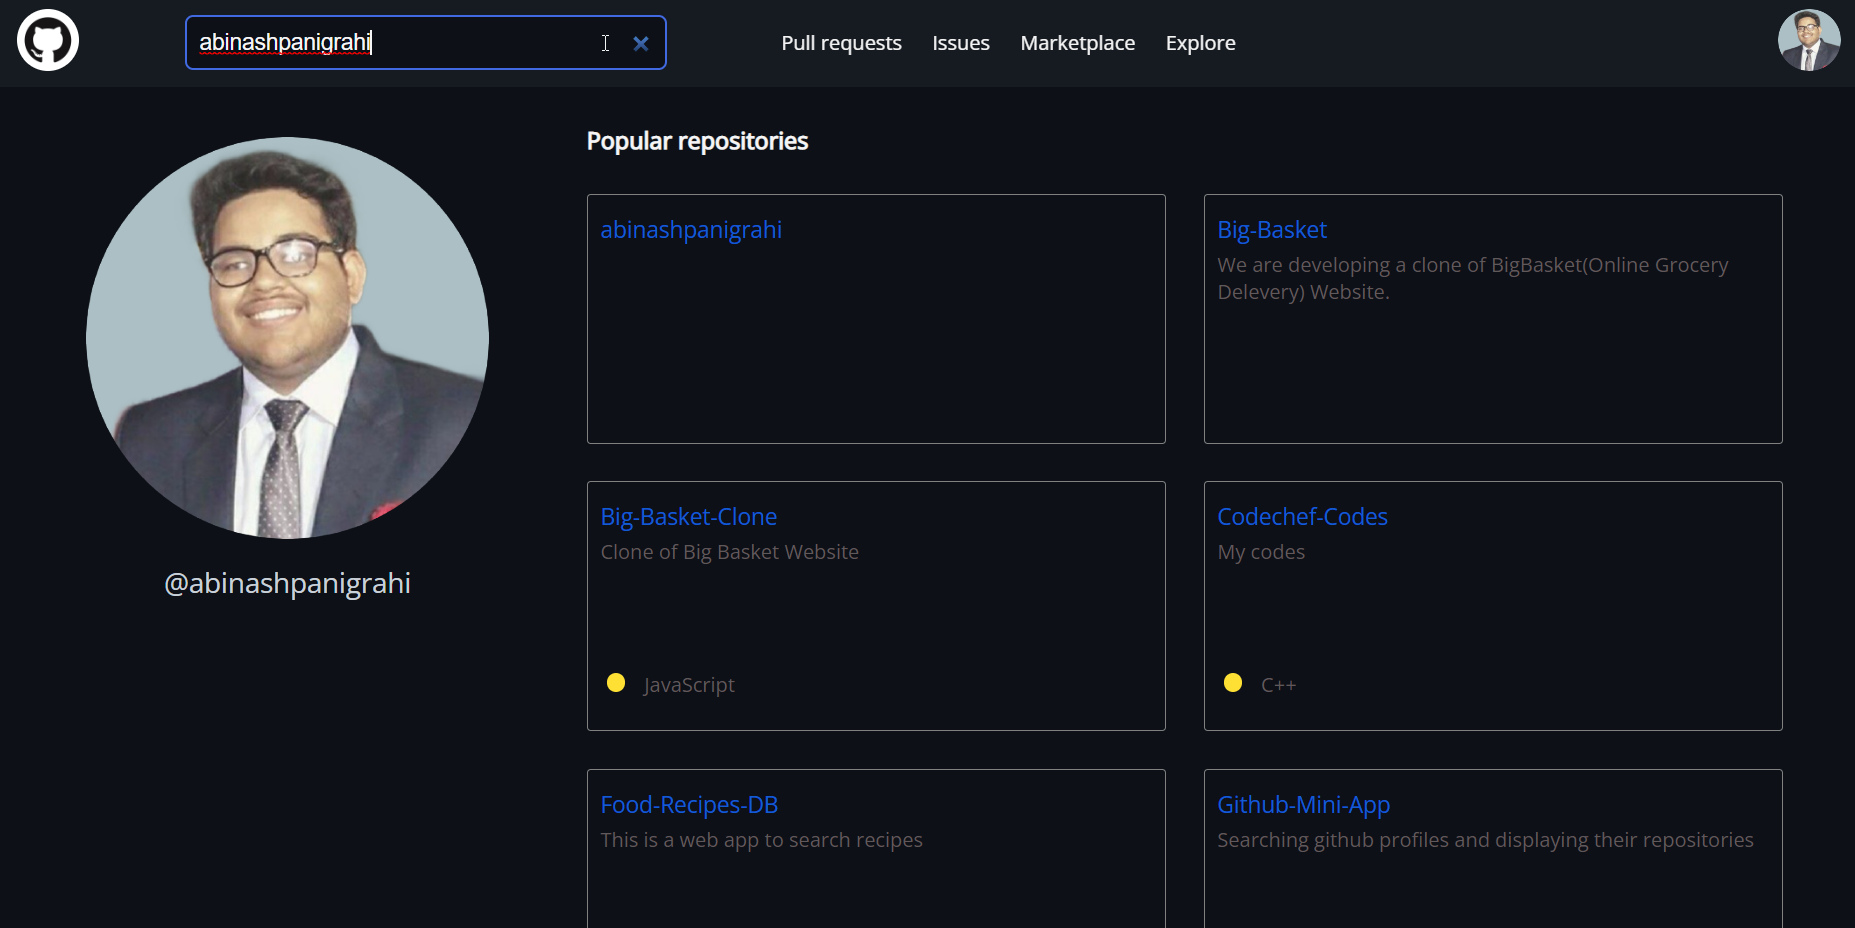 abinashpanigrahi
Pull requests
Issues
Marketplace
Explore
@abinashpanigrahi
Popular repositories
abinashpanigrahi
Big-Basket
We are developing a clone of BigBasket(Online Grocery
Delevery) Website.
Big-Basket-Clone
Clone of Big Basket Website
JavaScript
Codechef-Codes
My codes
C++
Food-Recipes-DB
This is a web app to search recipes
Github-Mini-App
Searching github profiles and displaying their repositories